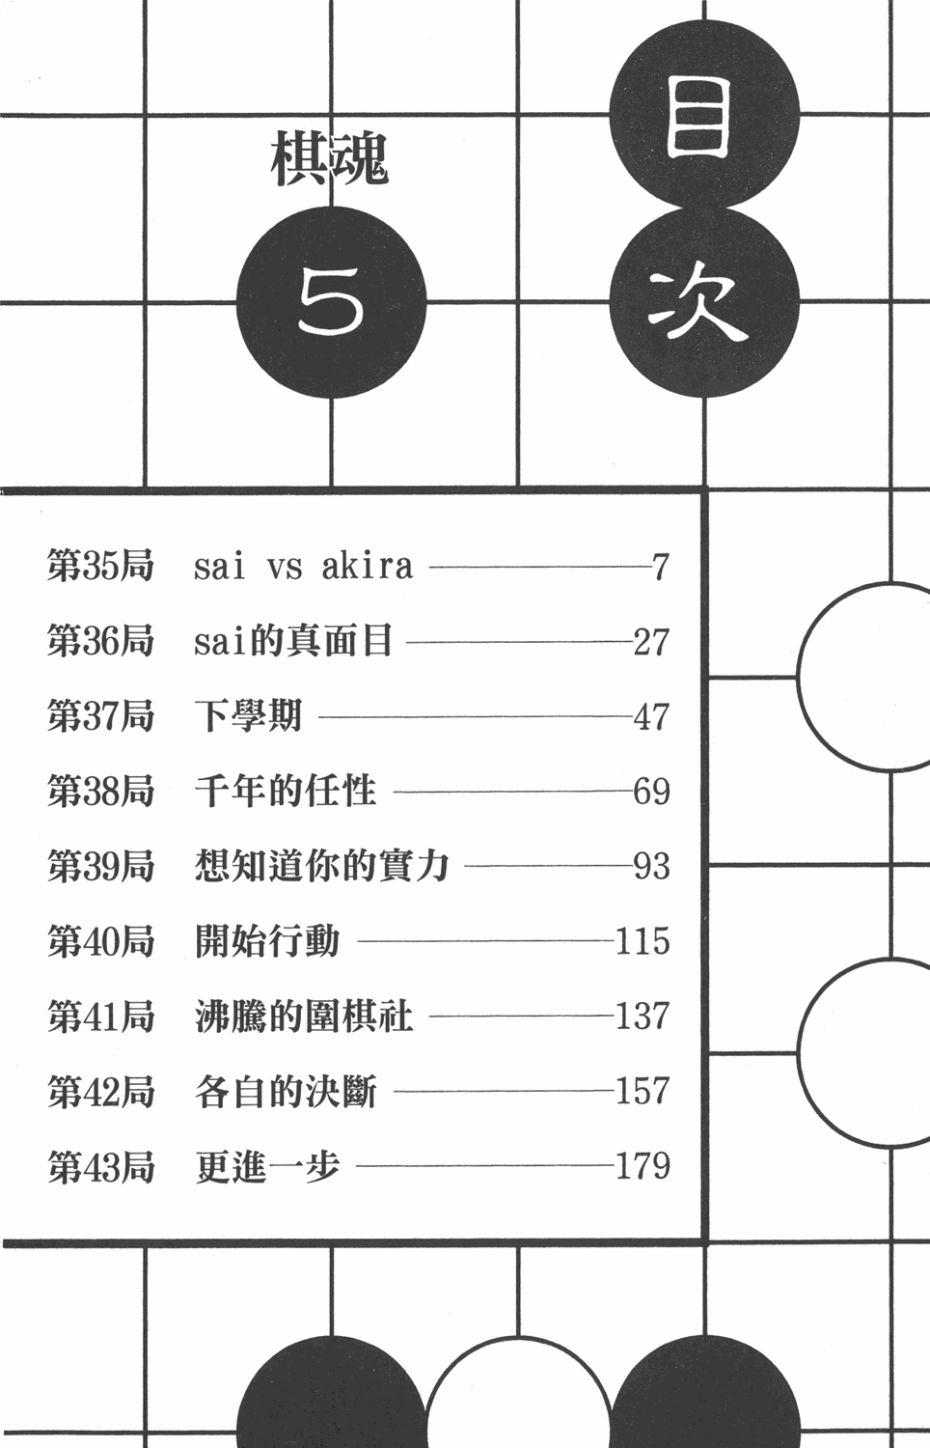 目次
棋魂
5
第35局 sai vs akira 7
第36局 sai的真面目 27
第37局 下學期 47
第38局 千年的任性 69
第39局 想知道你的實力 93
第40局 開始行動 115
第41局 沸騰的圍棋社 137
第42局 各自的決斷 157
第43局 更進一步 179